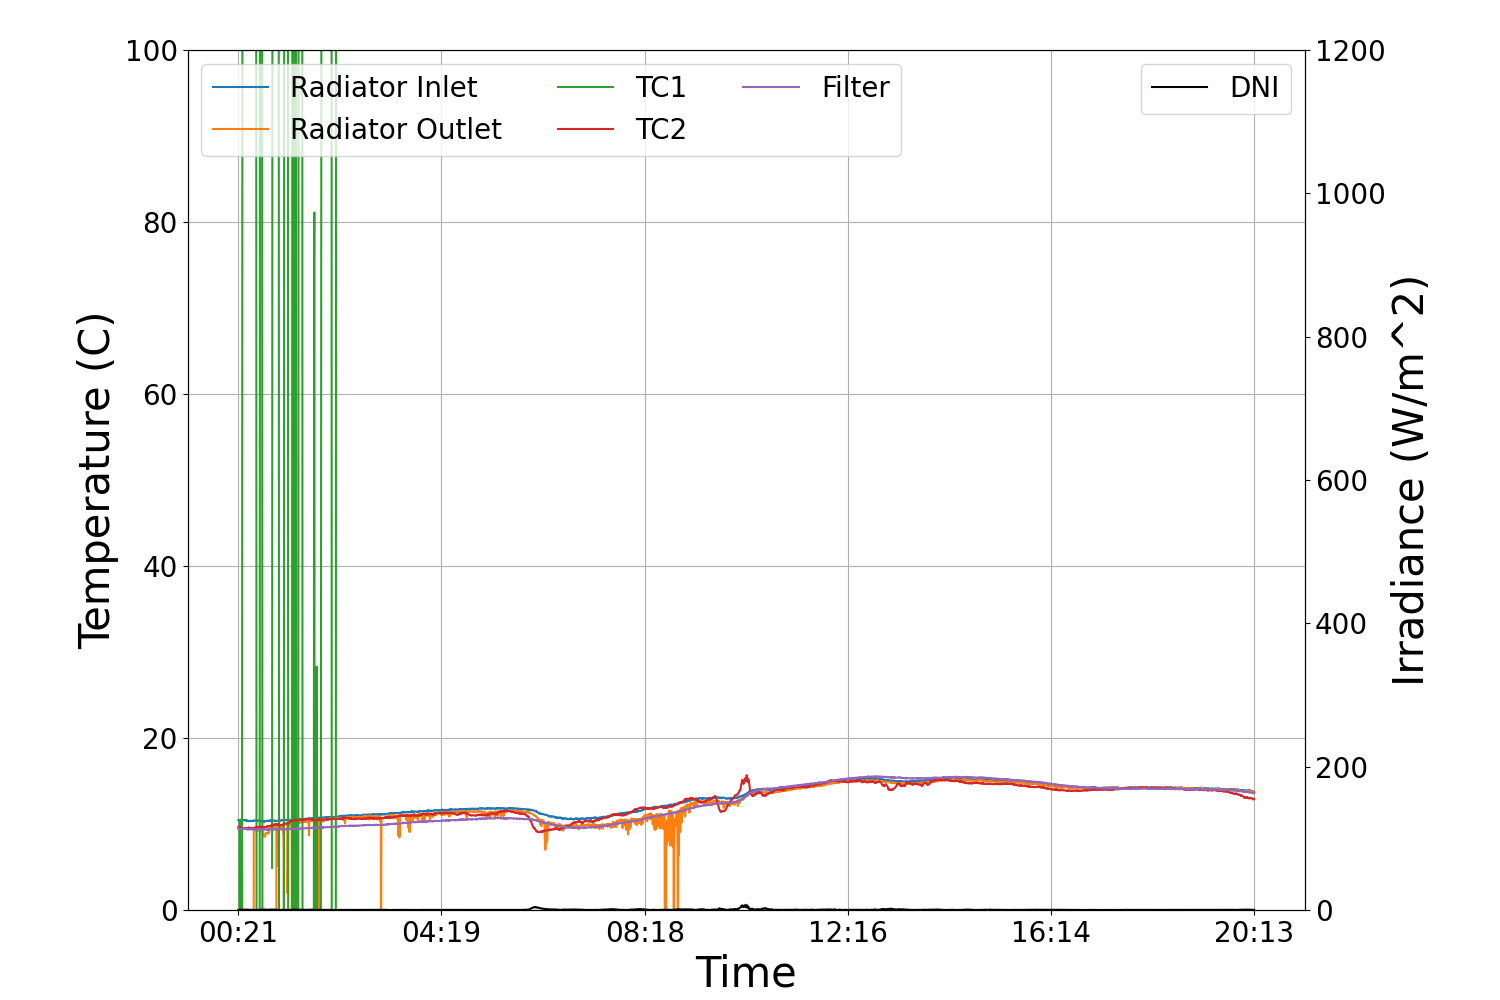 100
80
60
40
20
0
Temperature (C)
Radiator Inlet
Radiator Outlet
TC1
TC2
Filter
DNI
1200
1000
800
600
400
200
0
Irradiance (W/m^2)
00:21 04:19 08:18 12:16 16:14 20:13
Time